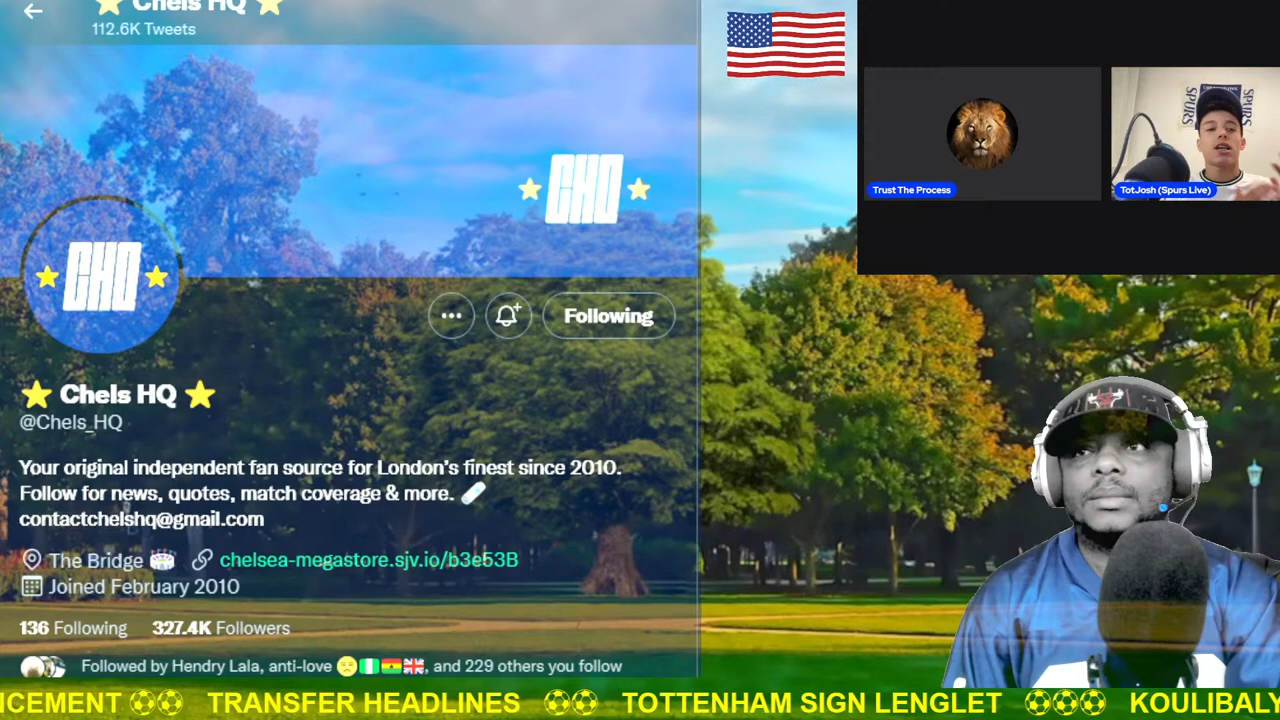 ⭐ Chels HQ ⭐
112.6K Tweets
CHQ
CHQ
Following
⭐ Chels HQ ⭐
@Chels_HQ
Your original independent fan source for London's finest since 2010.
Follow for news, quotes, match coverage & more.
contactchelshq@gmail.com
The Bridge 🏟 chelsea-megastore.sjv.io/b3e53B
Joined February 2010
136 Following 327.4K Followers
Followed by Hendry Lala, anti-love, and 229 others you follow
SPURS
SPURS
Trust The Process
TotJosh (Spurs Live)
NCEMENT ⚽⚽ TRANSFER HEADLINES ⚽⚽ TOTTENHAM SIGN LENGLET ⚽⚽⚽ KOULIBALY